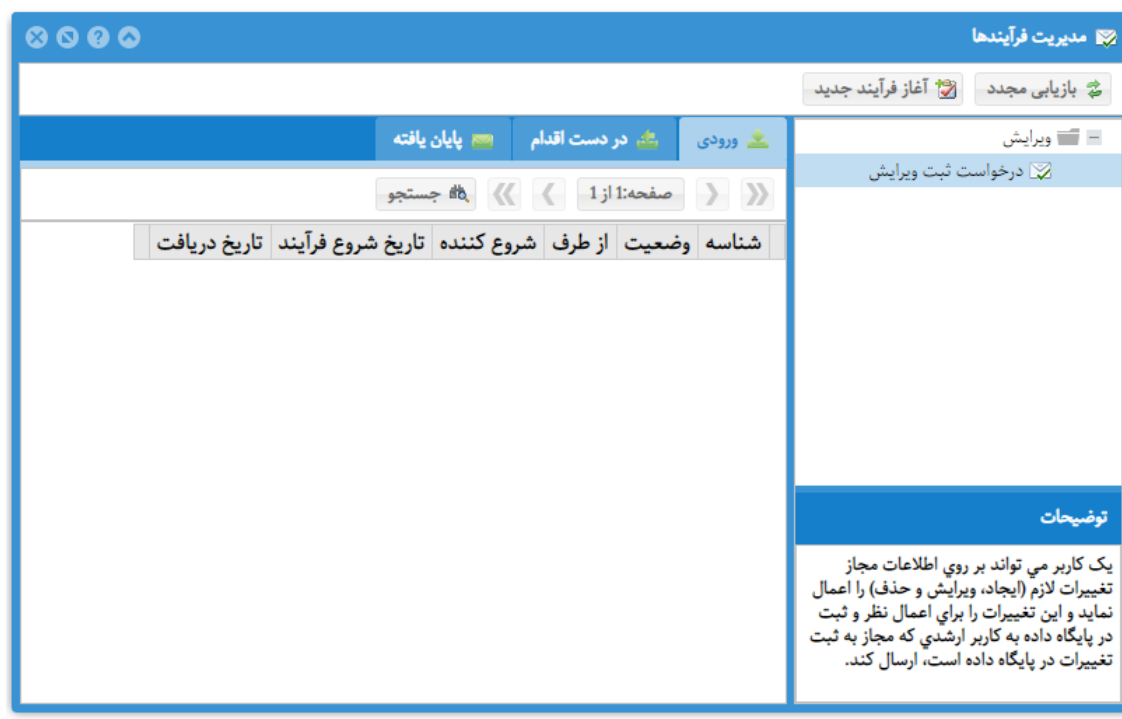 مدیریت فرآیندها
بازیابی مجدد
آغاز فرآیند جدید
ویرایش
درخواست ثبت ویرایش
ورودی
در دست اقدام
پایان یافته
صفحه:1 از 1
جستجو
شناسه وضعیت از طرف شروع کننده تاریخ شروع فرآیند تاریخ دریافت
توضیحات
یک کاربر مي تواند بر روي اطلاعات مجاز
تغییرات لازم (ایجاد، ویرایش و حذف) را اعمال
نماید و این تغییرات را براي اعمال نظر و ثبت
در پایگاه داده به کاربر ارشدي که مجاز به ثبت
تغییرات در پایگاه داده است، ارسال کند.